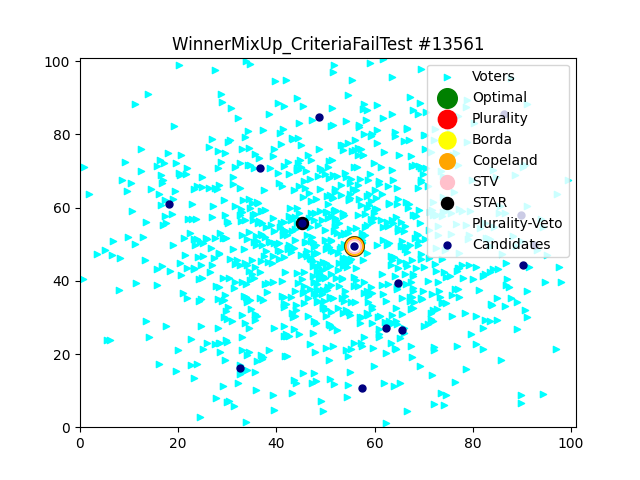 WinnerMixUp_CriteriaFailTest #13561
Voters
Optimal
Plurality
Borda
Copeland
STV
STAR
Plurality-Veto
Candidates
100
80
60
40
20
0
0 20 40 60 80 100